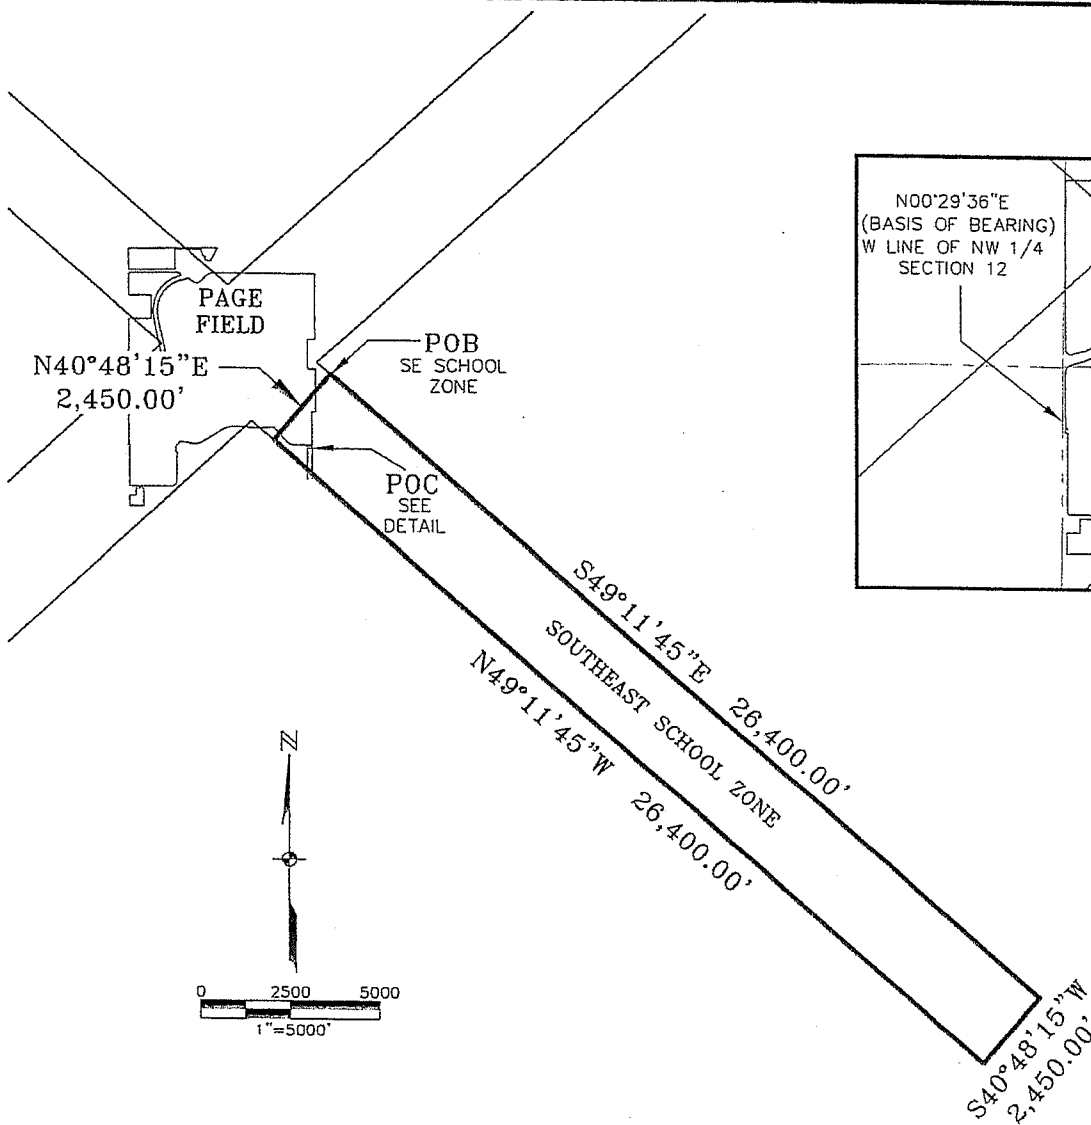 PAGE
FIELD
N40°48'15"E
2,450.00'
POB
SE SCHOOL
ZONE
POC
SEE
DETAIL
N00°29'36"E
(BASIS OF BEARING)
W LINE OF NW 1/4
SECTION 12
S49°11'45"E 26,400.00'
SOUTHEAST SCHOOL ZONE
N49°11'45"W 26,400.00'
S40°48'15"W
2,450.00'
N
0 2500 5000
1"=5000'